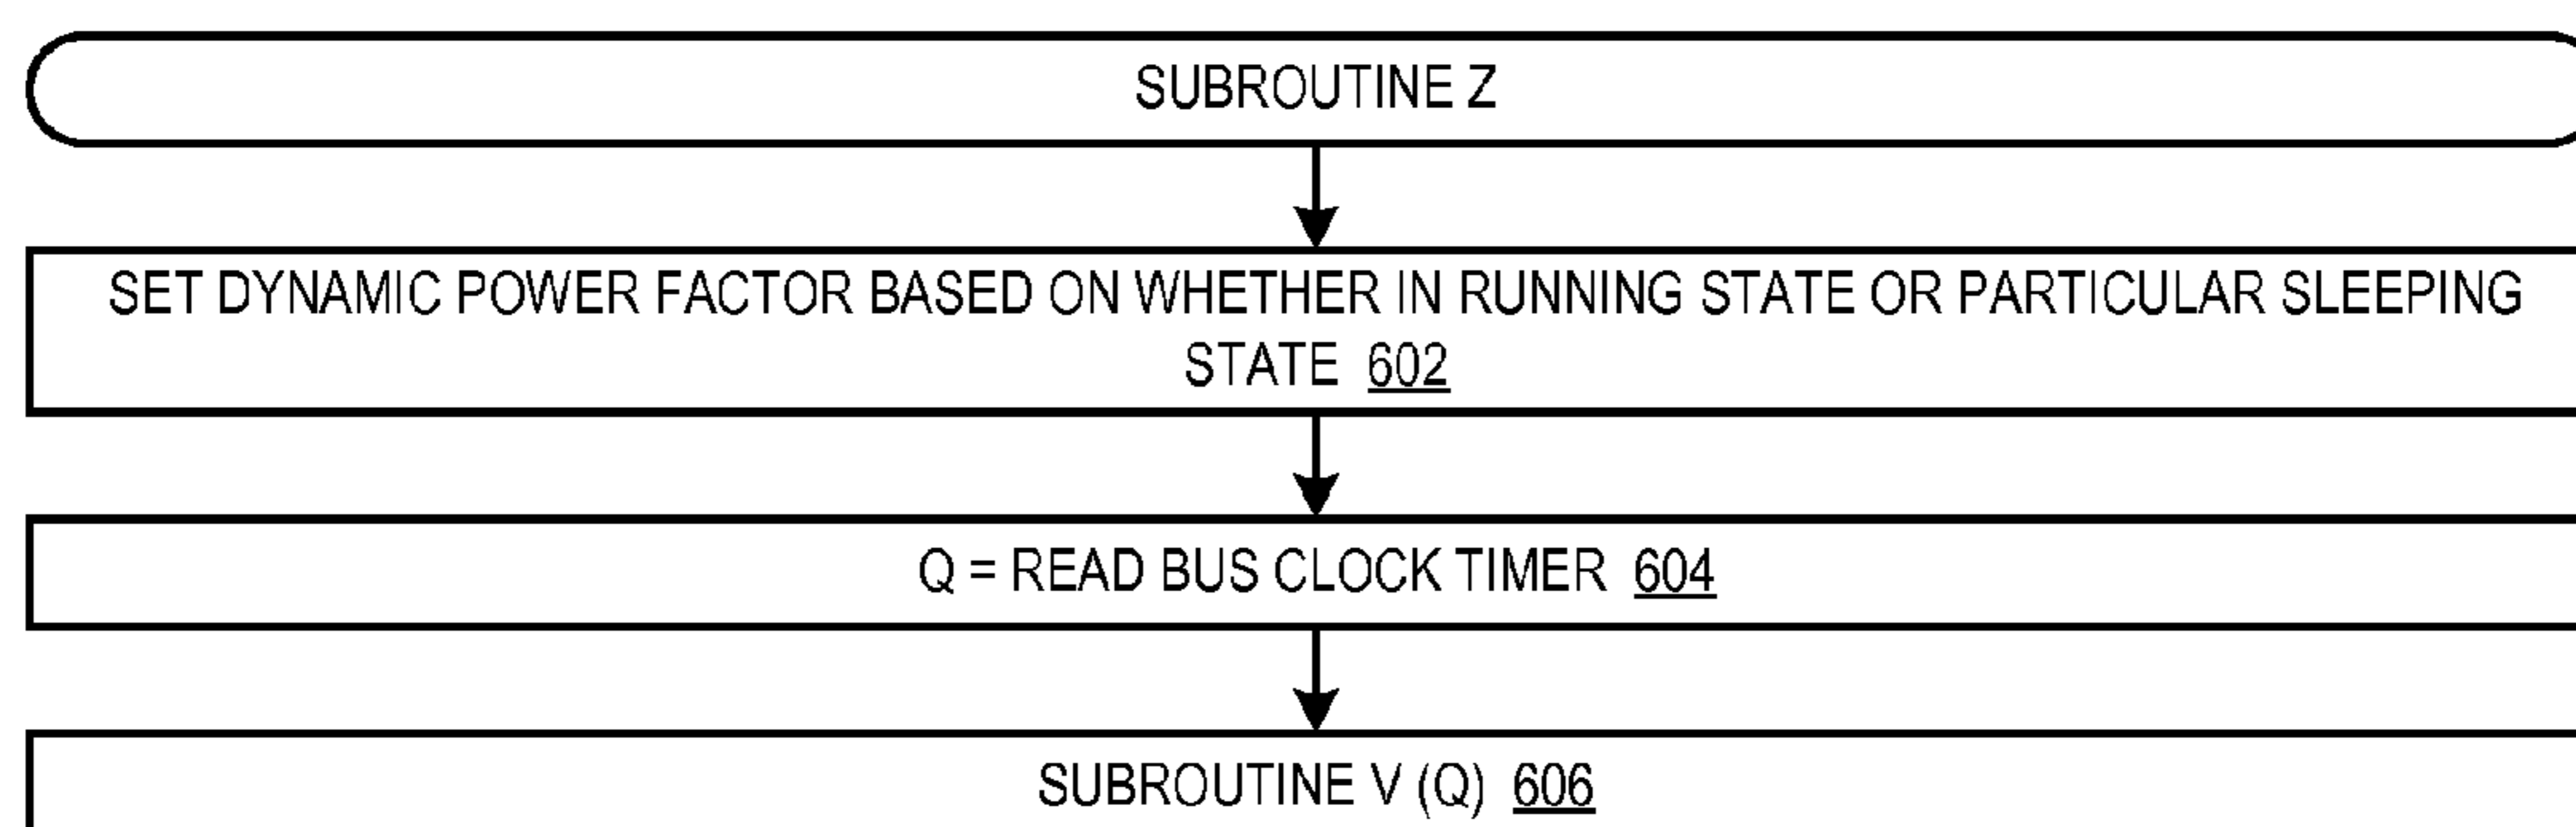 SUBROUTINE Z
SET DYNAMIC POWER FACTOR BASED ON WHETHER IN RUNNING STATE OR PARTICULAR SLEEPING
STATE 602
Q = READ BUS CLOCK TIMER 604
SUBROUTINE V (Q) 606